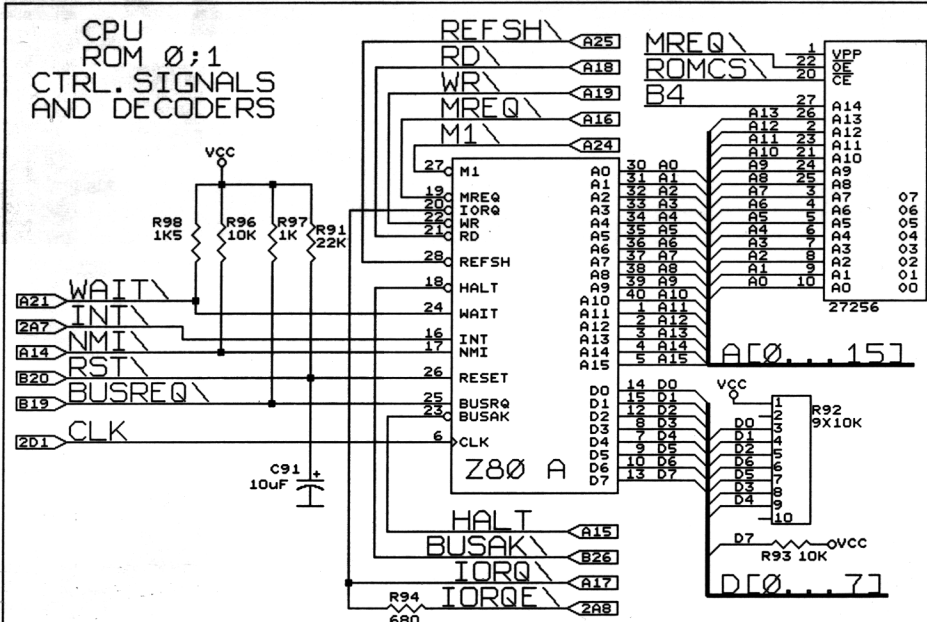 CPU
ROM Ø;1
CTRL.SIGNALS
AND DECODERS
REFSH\ A25
RD\ A18
WR\ A19
MREQ\ A16
M1\ A24
MREQ\
ROMCS\
B4
1 VPP
22 OE
20 CE
27 A14
A13 26 A13
A12 2 A12
A11 23 A11
A10 21 A10
A9 24 A9
A8 25 A8
A7 3 A7
A6 4 A6
A5 5 A5
A4 6 A4
A3 7 A3
A2 8 A2
A1 9 A1
A0 10 A0
O7
O6
O5
O4
O3
O2
O1
O0
27256
VCC
R98
1K5
R96
10K
R97
1K
R91
22K
A21 WAIT\
2A7 INT\
A14 NMI\
B20 RST\
B19 BUSREQ\
2D1 CLK
C91
10uF
+
27 M1
19 MREQ
20 IORQ
22 WR
21 RD
28 REFSH
18 HALT
24 WAIT
16 INT
17 NMI
26 RESET
25 BUSRQ
23 BUSAK
6 CLK
Z8Ø A
A0 30 A0
A1 31 A1
A2 32 A2
A3 33 A3
A4 34 A4
A5 35 A5
A6 36 A6
A7 37 A7
A8 38 A8
A9 39 A9
A10 40 A10
A11 1 A11
A12 2 A12
A13 3 A13
A14 4 A14
A15 5 A15
D0 14 D0
D1 15 D1
D2 12 D2
D3 8 D3
D4 7 D4
D5 9 D5
D6 10 D6
D7 13 D7
A[Ø...15]
VCC
R92
9X10K
1
2
D0 3
D1 4
D2 5
D6 6
D5 7
D3 8
D4 9
10
D7
R93 10K
VCC
D[Ø...7]
HALT A15
BUSAK\ B26
IORQ\ A17
IORQE\ 2A8
R94
680